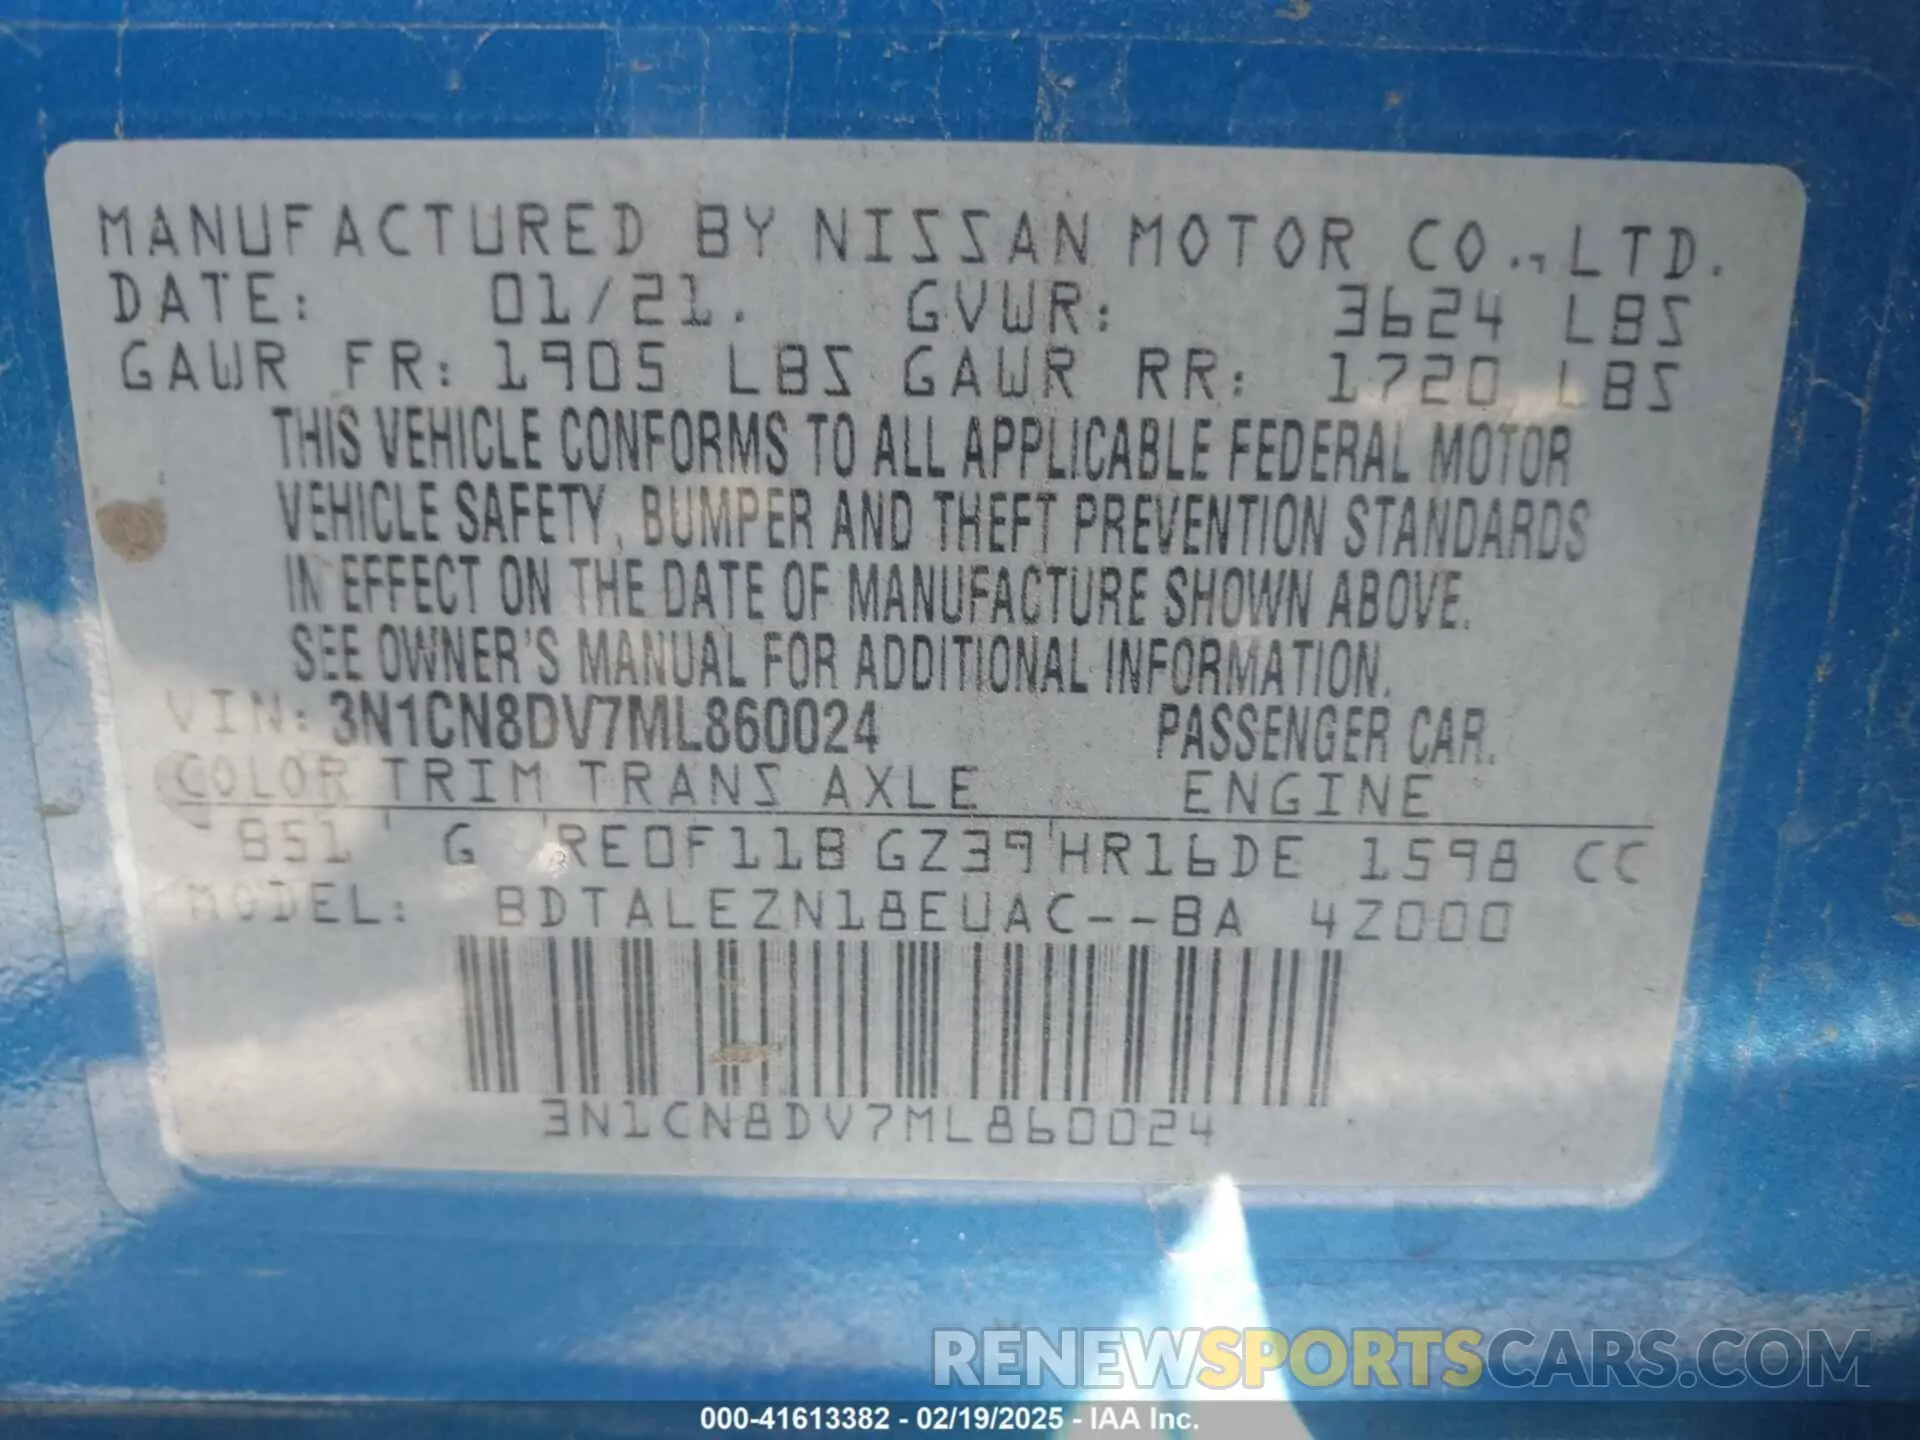 MANUFACTURED BY NISSAN MOTOR CO., LTD.
DATE: 01/21. GVWR: 3624 LBS
GAWR FR: 1905 LBS GAWR RR: 1720 LBS
THIS VEHICLE CONFORMS TO ALL APPLICABLE FEDERAL MOTOR
VEHICLE SAFETY, BUMPER AND THEFT PREVENTION STANDARDS
IN EFFECT ON THE DATE OF MANUFACTURE SHOWN ABOVE.
SEE OWNER'S MANUAL FOR ADDITIONAL INFORMATION.
VIN: 3N1CN8DV7ML860024 PASSENGER CAR.
COLOR TRIM TRANS AXLE ENGINE
B51 G RE0F11B GZ39 HR16DE 1598 CC
MODEL: BDTALEZN18EUAC--BA 4Z000
3N1CN8DV7ML860024
RENEWSPORTSCARS.COM
000-41613382 - 02/19/2025 - IAA Inc.